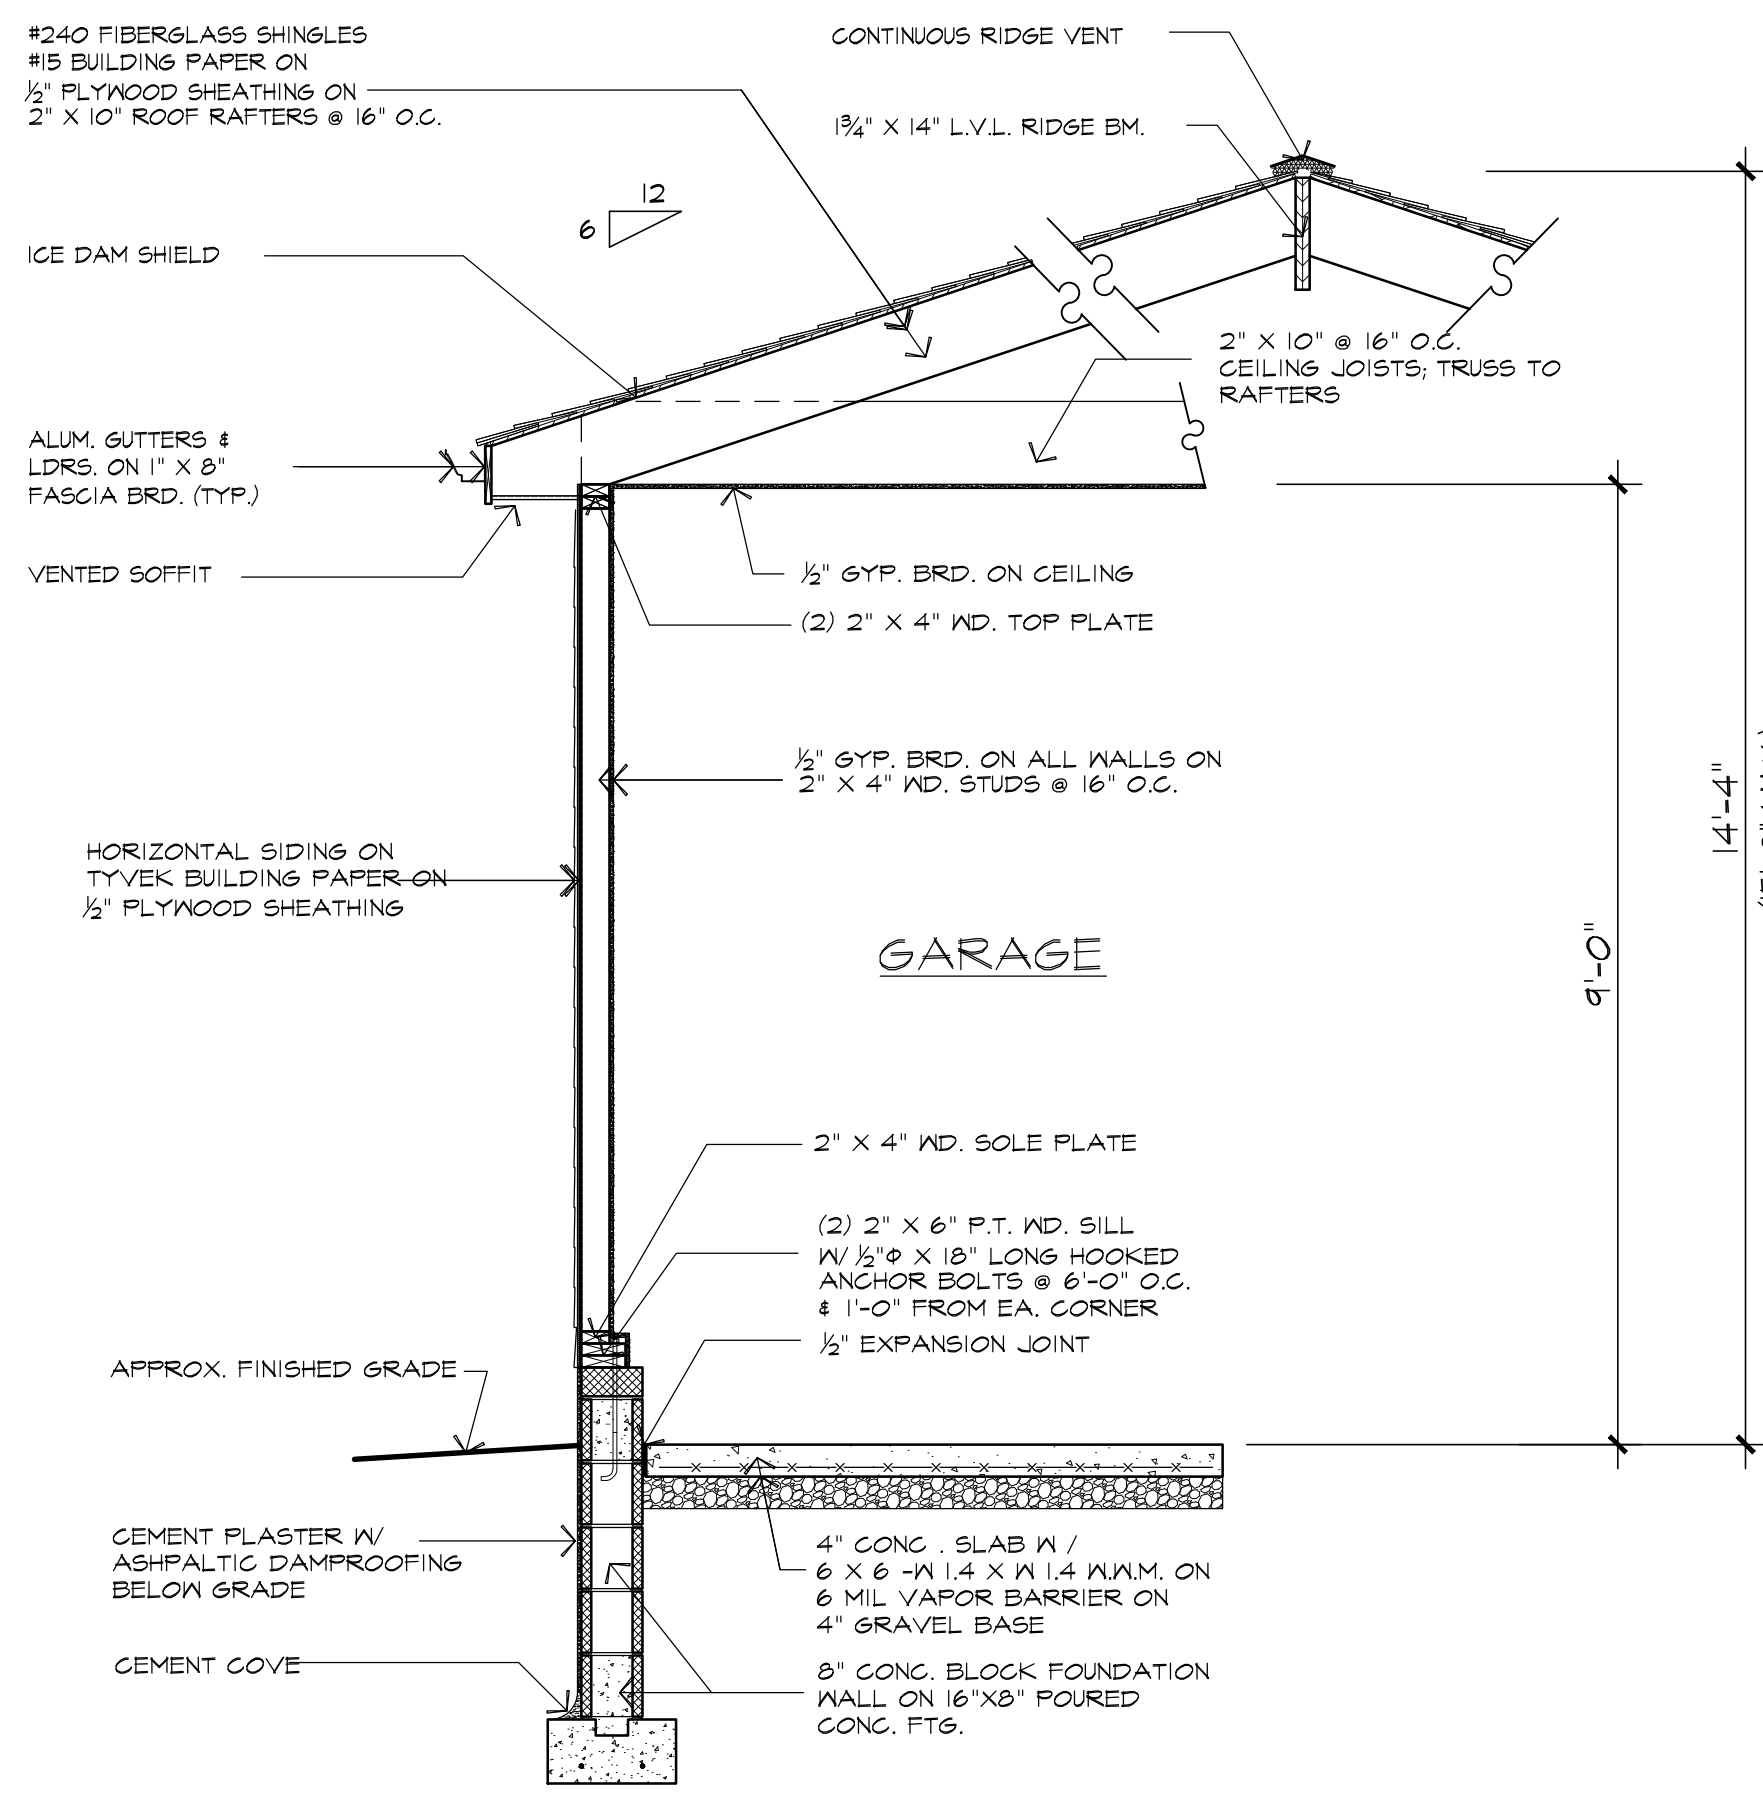 #240 FIBERGLASS SHINGLES
#15 BUILDING PAPER ON
½" PLYWOOD SHEATHING ON
2" X 10" ROOF RAFTERS @ 16" O.C.
CONTINUOUS RIDGE VENT
1¾" X 14" L.V.L. RIDGE BM.
12
6
ICE DAM SHIELD
2" X 10" @ 16" O.C.
CEILING JOISTS; TRUSS TO
RAFTERS
ALUM. GUTTERS &
LDRS. ON 1" X 8"
FASCIA BRD. (TYP.)
VENTED SOFFIT
½" GYP. BRD. ON CEILING
(2) 2" X 4" WD. TOP PLATE
½" GYP. BRD. ON ALL WALLS ON
2" X 4" WD. STUDS @ 16" O.C.
14'-4"
HORIZONTAL SIDING ON
TYVEK BUILDING PAPER ON
½" PLYWOOD SHEATHING
GARAGE
9'-0"
2" X 4" WD. SOLE PLATE
(2) 2" X 6" P.T. WD. SILL
W/ ½"Φ X 18" LONG HOOKED
ANCHOR BOLTS @ 6'-0" O.C.
& 1'-0" FROM EA. CORNER
½" EXPANSION JOINT
APPROX. FINISHED GRADE
CEMENT PLASTER W/
ASHPALTIC DAMPROOFING
BELOW GRADE
4" CONC . SLAB W /
6 X 6 -W 1.4 X W 1.4 W.W.M. ON
6 MIL VAPOR BARRIER ON
4" GRAVEL BASE
CEMENT COVE
8" CONC. BLOCK FOUNDATION
WALL ON 16"X8" POURED
CONC. FTG.